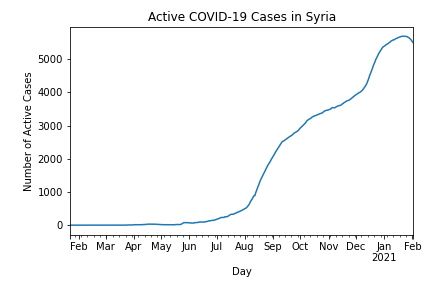 Active COVID-19 Cases in Syria
Number of Active Cases
5000
4000
3000
2000
1000
0
Feb Mar Apr May Jun Jul Aug Sep Oct Nov Dec Jan Feb
2021
Day